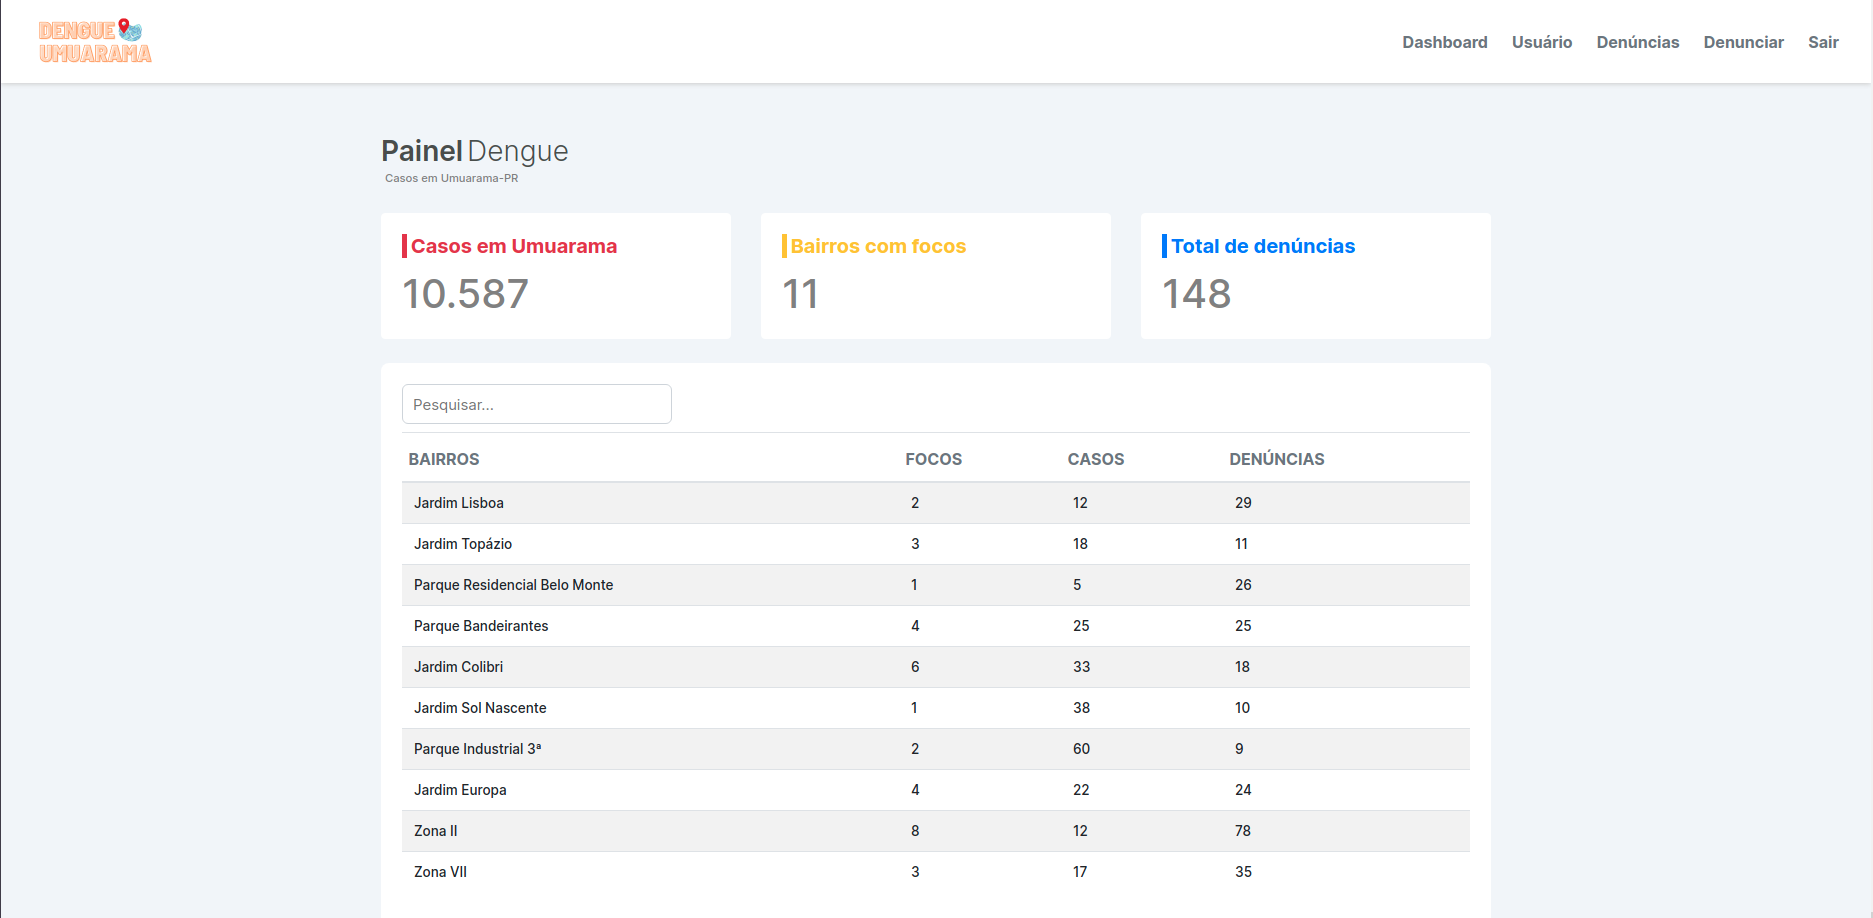 DENGUE
UMUARAMA
Dashboard Usuário Denúncias Denunciar Sair
Painel Dengue
Casos em Umuarama-PR
Casos em Umuarama
10.587
Bairros com focos
11
Total de denúncias
148
Pesquisar...
BAIRROS FOCOS CASOS DENÚNCIAS
Jardim Lisboa 2 12 29
Jardim Topázio 3 18 11
Parque Residencial Belo Monte 1 5 26
Parque Bandeirantes 4 25 25
Jardim Colibri 6 33 18
Jardim Sol Nascente 1 38 10
Parque Industrial 3ª 2 60 9
Jardim Europa 4 22 24
Zona II 8 12 78
Zona VII 3 17 35